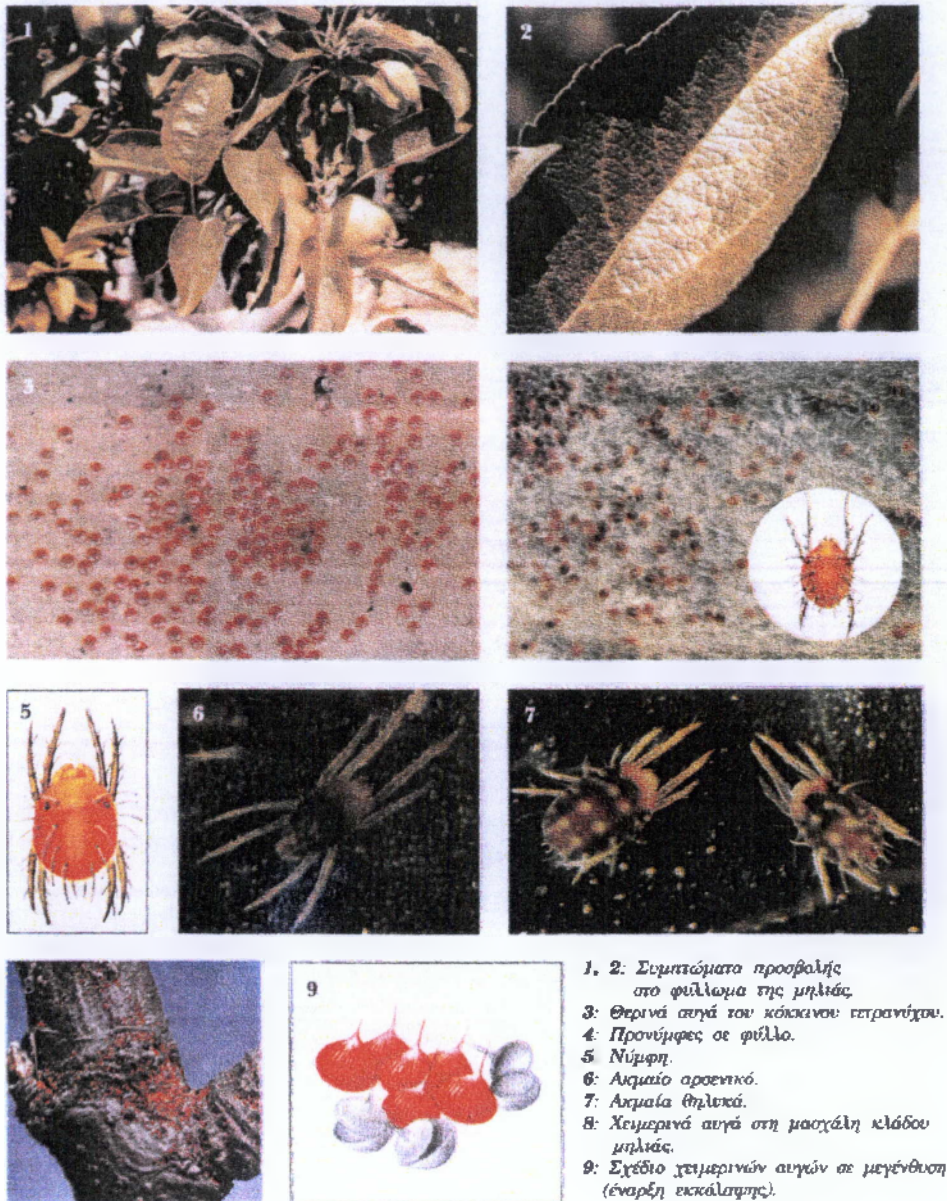 1
2
3
5
6
7
9
1, 2: Συμπτώματα προσβολής
στο φύλλωμα της μηλιάς.
3: Θερινά αυγά του κόκκινου τετρανύχου.
4: Προνύμφες σε φύλλο.
5 Νύμφη.
6: Ακμαίο αρσενικό.
7: Ακμαία θηλυκά.
8: Χειμερινά αυγά στη μασχάλη κλάδου
μηλιάς.
9: Σχέδιο χειμερινών αυγών σε μεγένθυση
(έναρξη εκκόλαψης).